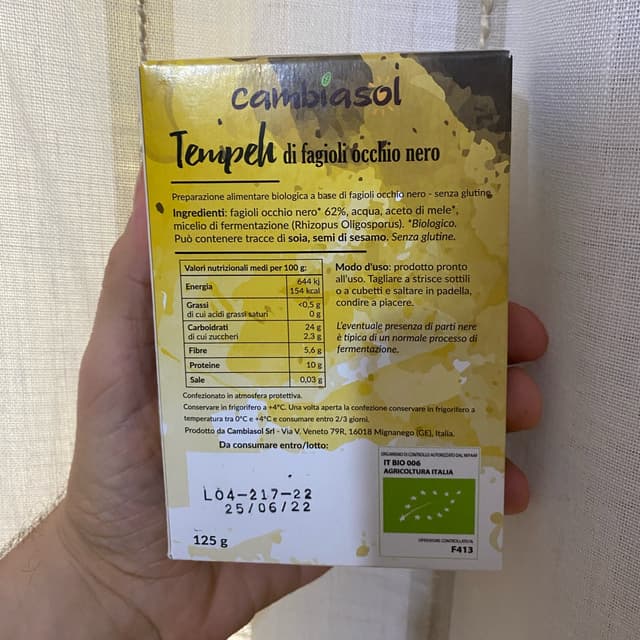 cambiasol
Tempeh di fagioli occhio nero
Preparazione alimentare biologica a base di fagioli occhio nero - senza glutine
Ingredienti: fagioli occhio nero* 62%, acqua, aceto di mele*,
micelio di fermentazione (Rhizopus Oligosporus). *Biologico.
Può contenere tracce di soia, semi di sesamo. Senza glutine.
Valori nutrizionali medi per 100 g:
Energia 644 kj
154 kcal
Grassi <0,5 g
di cui acidi grassi saturi 0 g
Carboidrati 24 g
di cui zuccheri 2,3 g
Fibre 5,6 g
Proteine 10 g
Sale 0,03 g
Modo d'uso: prodotto pronto
all'uso. Tagliare a strisce sottili
o a cubetti e saltare in padella,
condire a piacere.
L'eventuale presenza di parti nere
è tipica di un normale processo di
fermentazione.
Confezionato in atmosfera protettiva.
Conservare in frigorifero a +4°C. Una volta aperta la confezione conservare in frigorifero a
temperatura tra 0°C e +4°C e consumare entro 2/3 giorni.
Prodotto da Cambiasol Srl - Via V. Veneto 79R, 16018 Mignanego (GE), Italia.
Da consumare entro/lotto:
L04-217-22
25/06/22
125 g
ORGANISMO DI CONTROLLO AUTORIZZATO DAL MIPAAF
IT BIO 006
AGRICOLTURA ITALIA
OPERATORE CONTROLLATO N.
F413